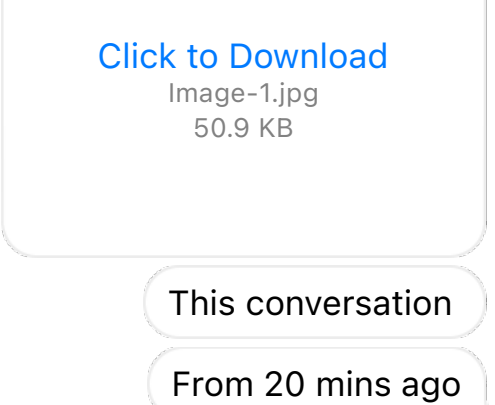 Click to Download
Image-1.jpg
50.9 KB
This conversation
From 20 mins ago